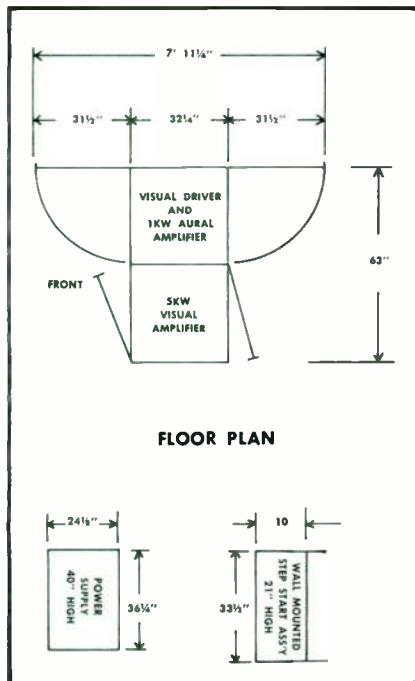 7' 11¼"
31½"
32¼"
31½"
VISUAL DRIVER
AND
1KW AURAL
AMPLIFIER
63"
FRONT
5KW
VISUAL
AMPLIFIER
FLOOR PLAN
24½"
10
POWER
SUPPLY
40" HIGH
36¼"
33½"
WALL MOUNTED
STEP START ASS'Y
21" HIGH